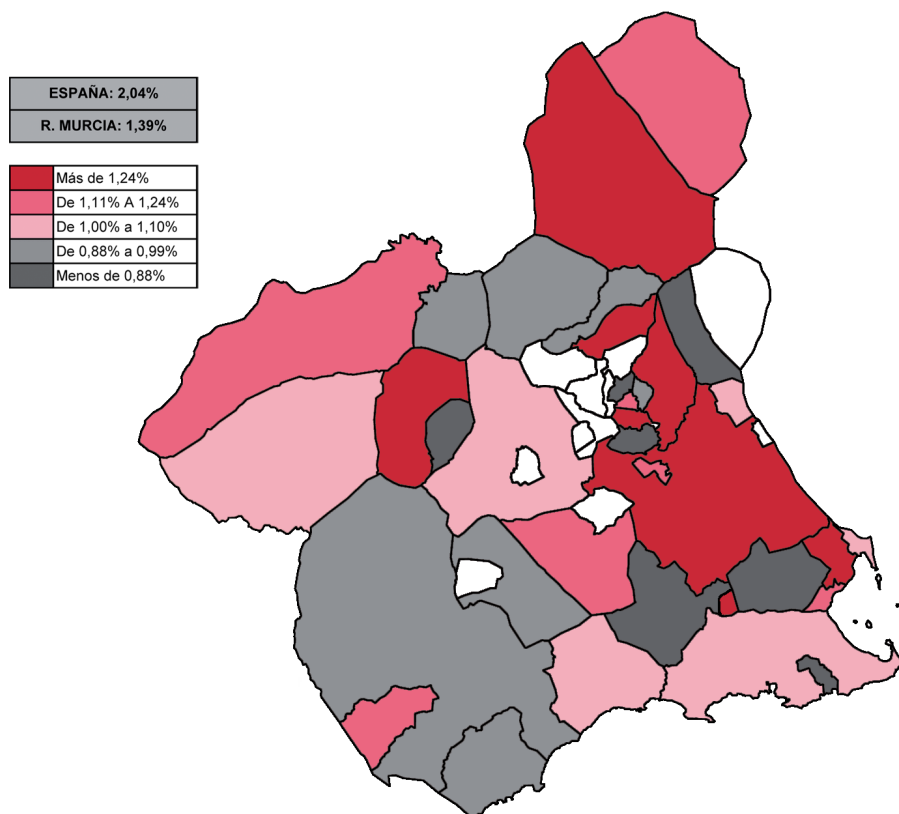 ESPAÑA: 2,04%
R. MURCIA: 1,39%
Más de 1,24%
De 1,11% A 1,24%
De 1,00% a 1,10%
De 0,88% a 0,99%
Menos de 0,88%